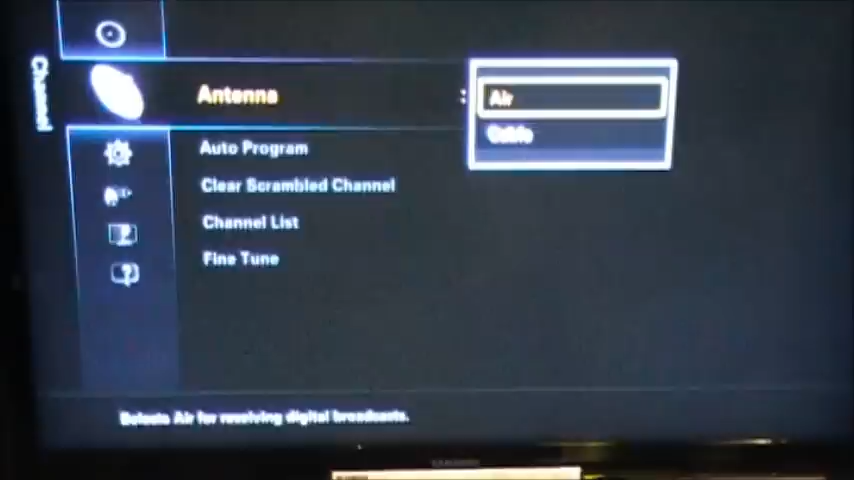 Channel
Antenna :
Air
Cable
Auto Program
Clear Scrambled Channel
Channel List
Fine Tune
Selects Air for receiving digital broadcasts.
SAMSUNG